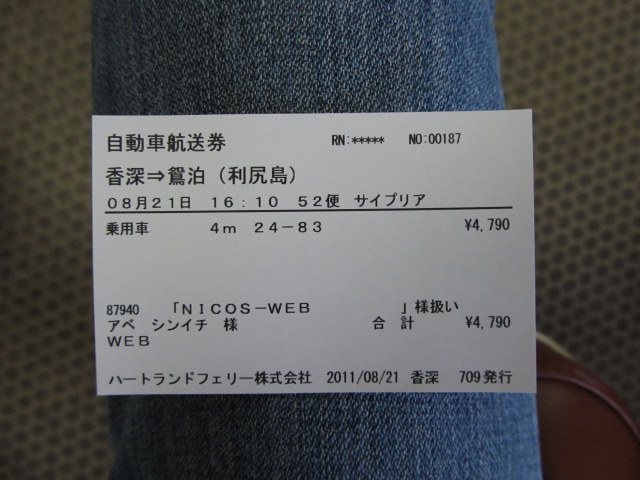 自動車航送券 RN:***** NO:00187
香深⇒鴛泊（利尻島）
08月21日 16：10 52便 サイプリア
乗用車 4m 24－83 ¥4,790
87940 「NICOS－WEB 」様扱い
アベ シンイチ 様 合 計 ¥4,790
WEB
ハートランドフェリー株式会社 2011/08/21 香深 709発行